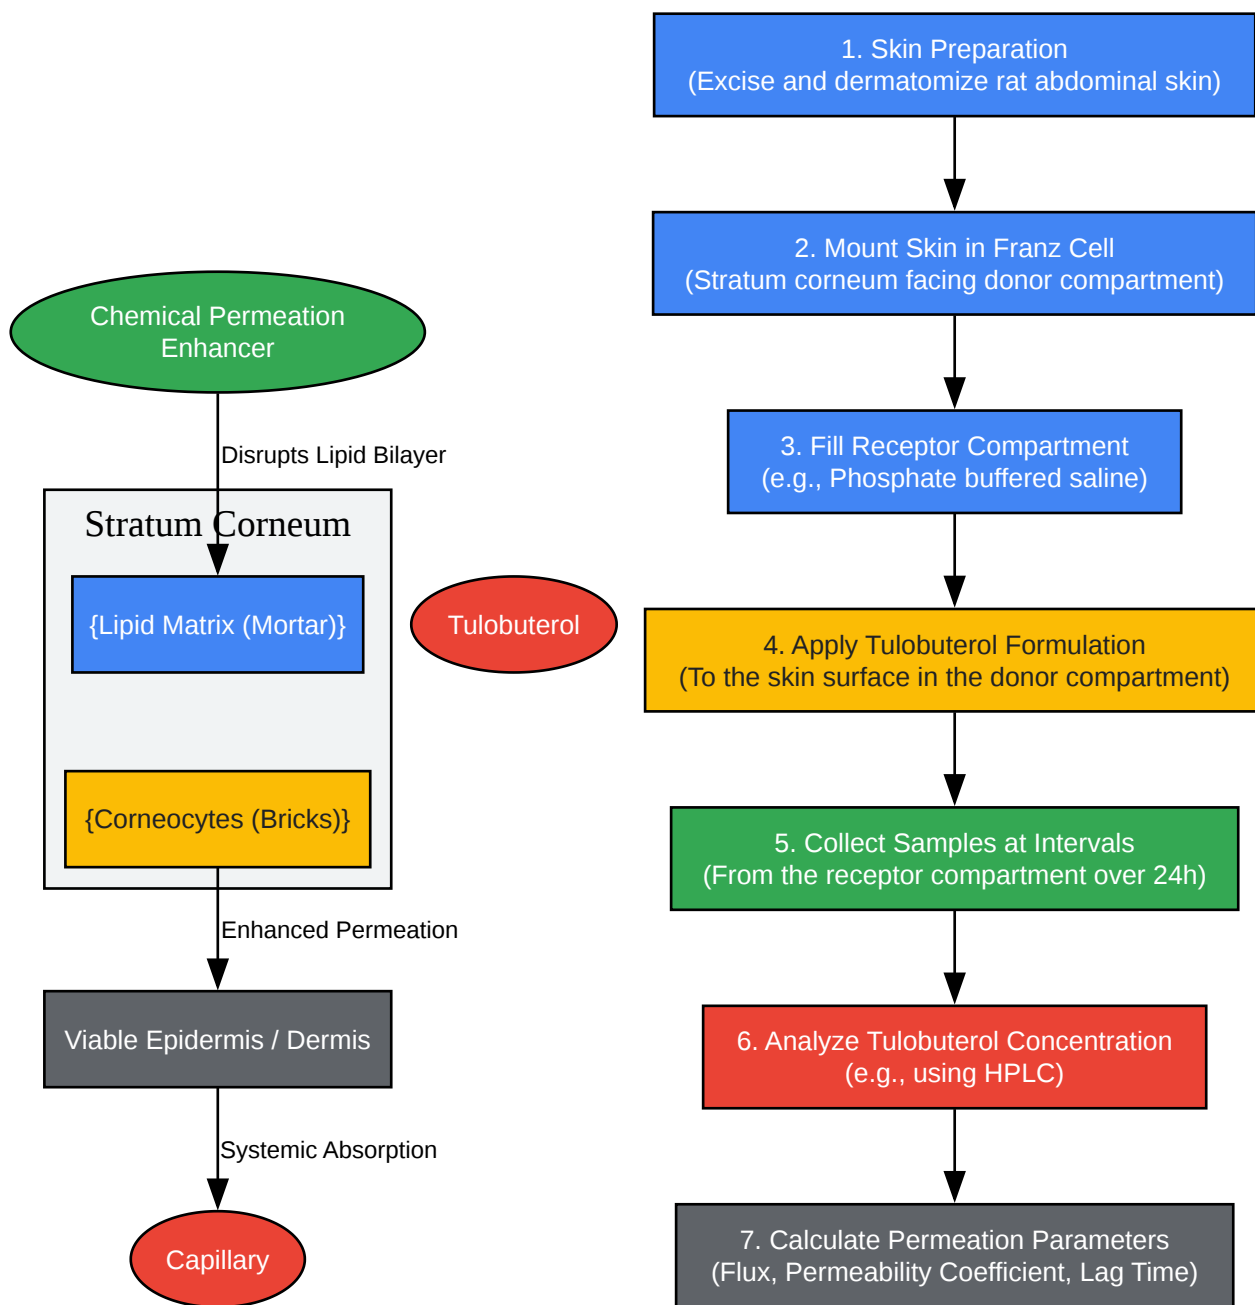 Chemical Permeation
Enhancer
Disrupts Lipid Bilayer
Stratum Corneum
{Lipid Matrix (Mortar)}
Tulobuterol
{Corneocytes (Bricks)}
Enhanced Permeation
Viable Epidermis / Dermis
Systemic Absorption
Capillary
1. Skin Preparation
(Excise and dermatomize rat abdominal skin)
2. Mount Skin in Franz Cell
(Stratum corneum facing donor compartment)
3. Fill Receptor Compartment
(e.g., Phosphate buffered saline)
4. Apply Tulobuterol Formulation
(To the skin surface in the donor compartment)
5. Collect Samples at Intervals
(From the receptor compartment over 24h)
6. Analyze Tulobuterol Concentration
(e.g., using HPLC)
7. Calculate Permeation Parameters
(Flux, Permeability Coefficient, Lag Time)